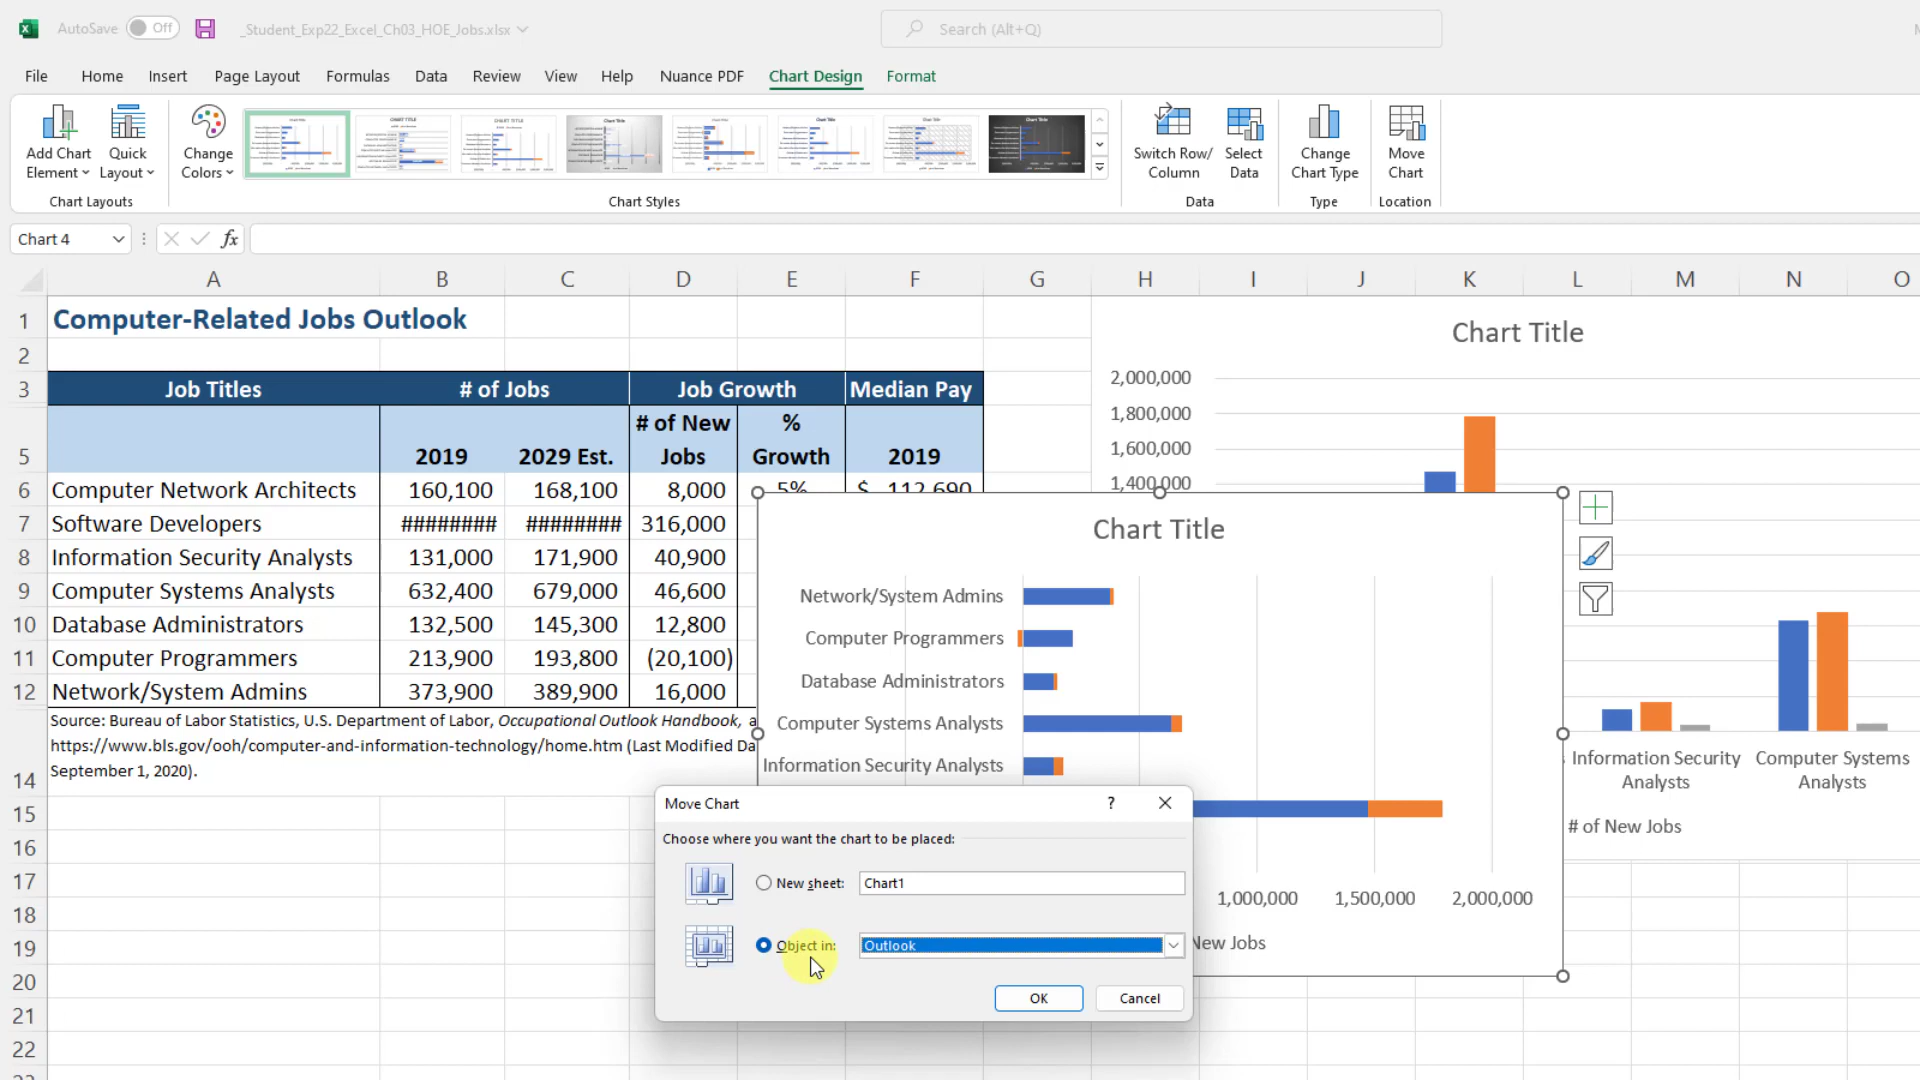 AutoSave Off _Student_Exp22_Excel_Ch03_HOE_Jobs.xlsx Search (Alt+Q)
File Home Insert Page Layout Formulas Data Review View Help Nuance PDF Chart Design Format
Add Chart Element
Quick Layout
Change Colors
Switch Row/ Column
Select Data
Change Chart Type
Move Chart
Chart Layouts Chart Styles Data Type Location
Chart 4 fx
A B C D E F G H I J K L M N O
1 Computer-Related Jobs Outlook
2
3 Job Titles # of Jobs Job Growth Median Pay
5 2019 2029 Est. # of New Jobs % Growth 2019
6 Computer Network Architects 160,100 168,100 8,000 5% $ 112,690
7 Software Developers ######## ######## 316,000
8 Information Security Analysts 131,000 171,900 40,900
9 Computer Systems Analysts 632,400 679,000 46,600
10 Database Administrators 132,500 145,300 12,800
11 Computer Programmers 213,900 193,800 (20,100)
12 Network/System Admins 373,900 389,900 16,000
Source: Bureau of Labor Statistics, U.S. Department of Labor, Occupational Outlook Handbook, a
https://www.bls.gov/ooh/computer-and-information-technology/home.htm (Last Modified Da
14 September 1, 2020).
15
16
17
18
19
20
21
22
Chart Title
2,000,000
1,800,000
1,600,000
1,400,000
Information Security Analysts
Computer Systems Analysts
# of New Jobs
Chart Title
Network/System Admins
Computer Programmers
Database Administrators
Computer Systems Analysts
Information Security Analysts
1,000,000 1,500,000 2,000,000
New Jobs
Move Chart ?
Choose where you want the chart to be placed:
New sheet: Chart1
Object in: Outlook
OK Cancel